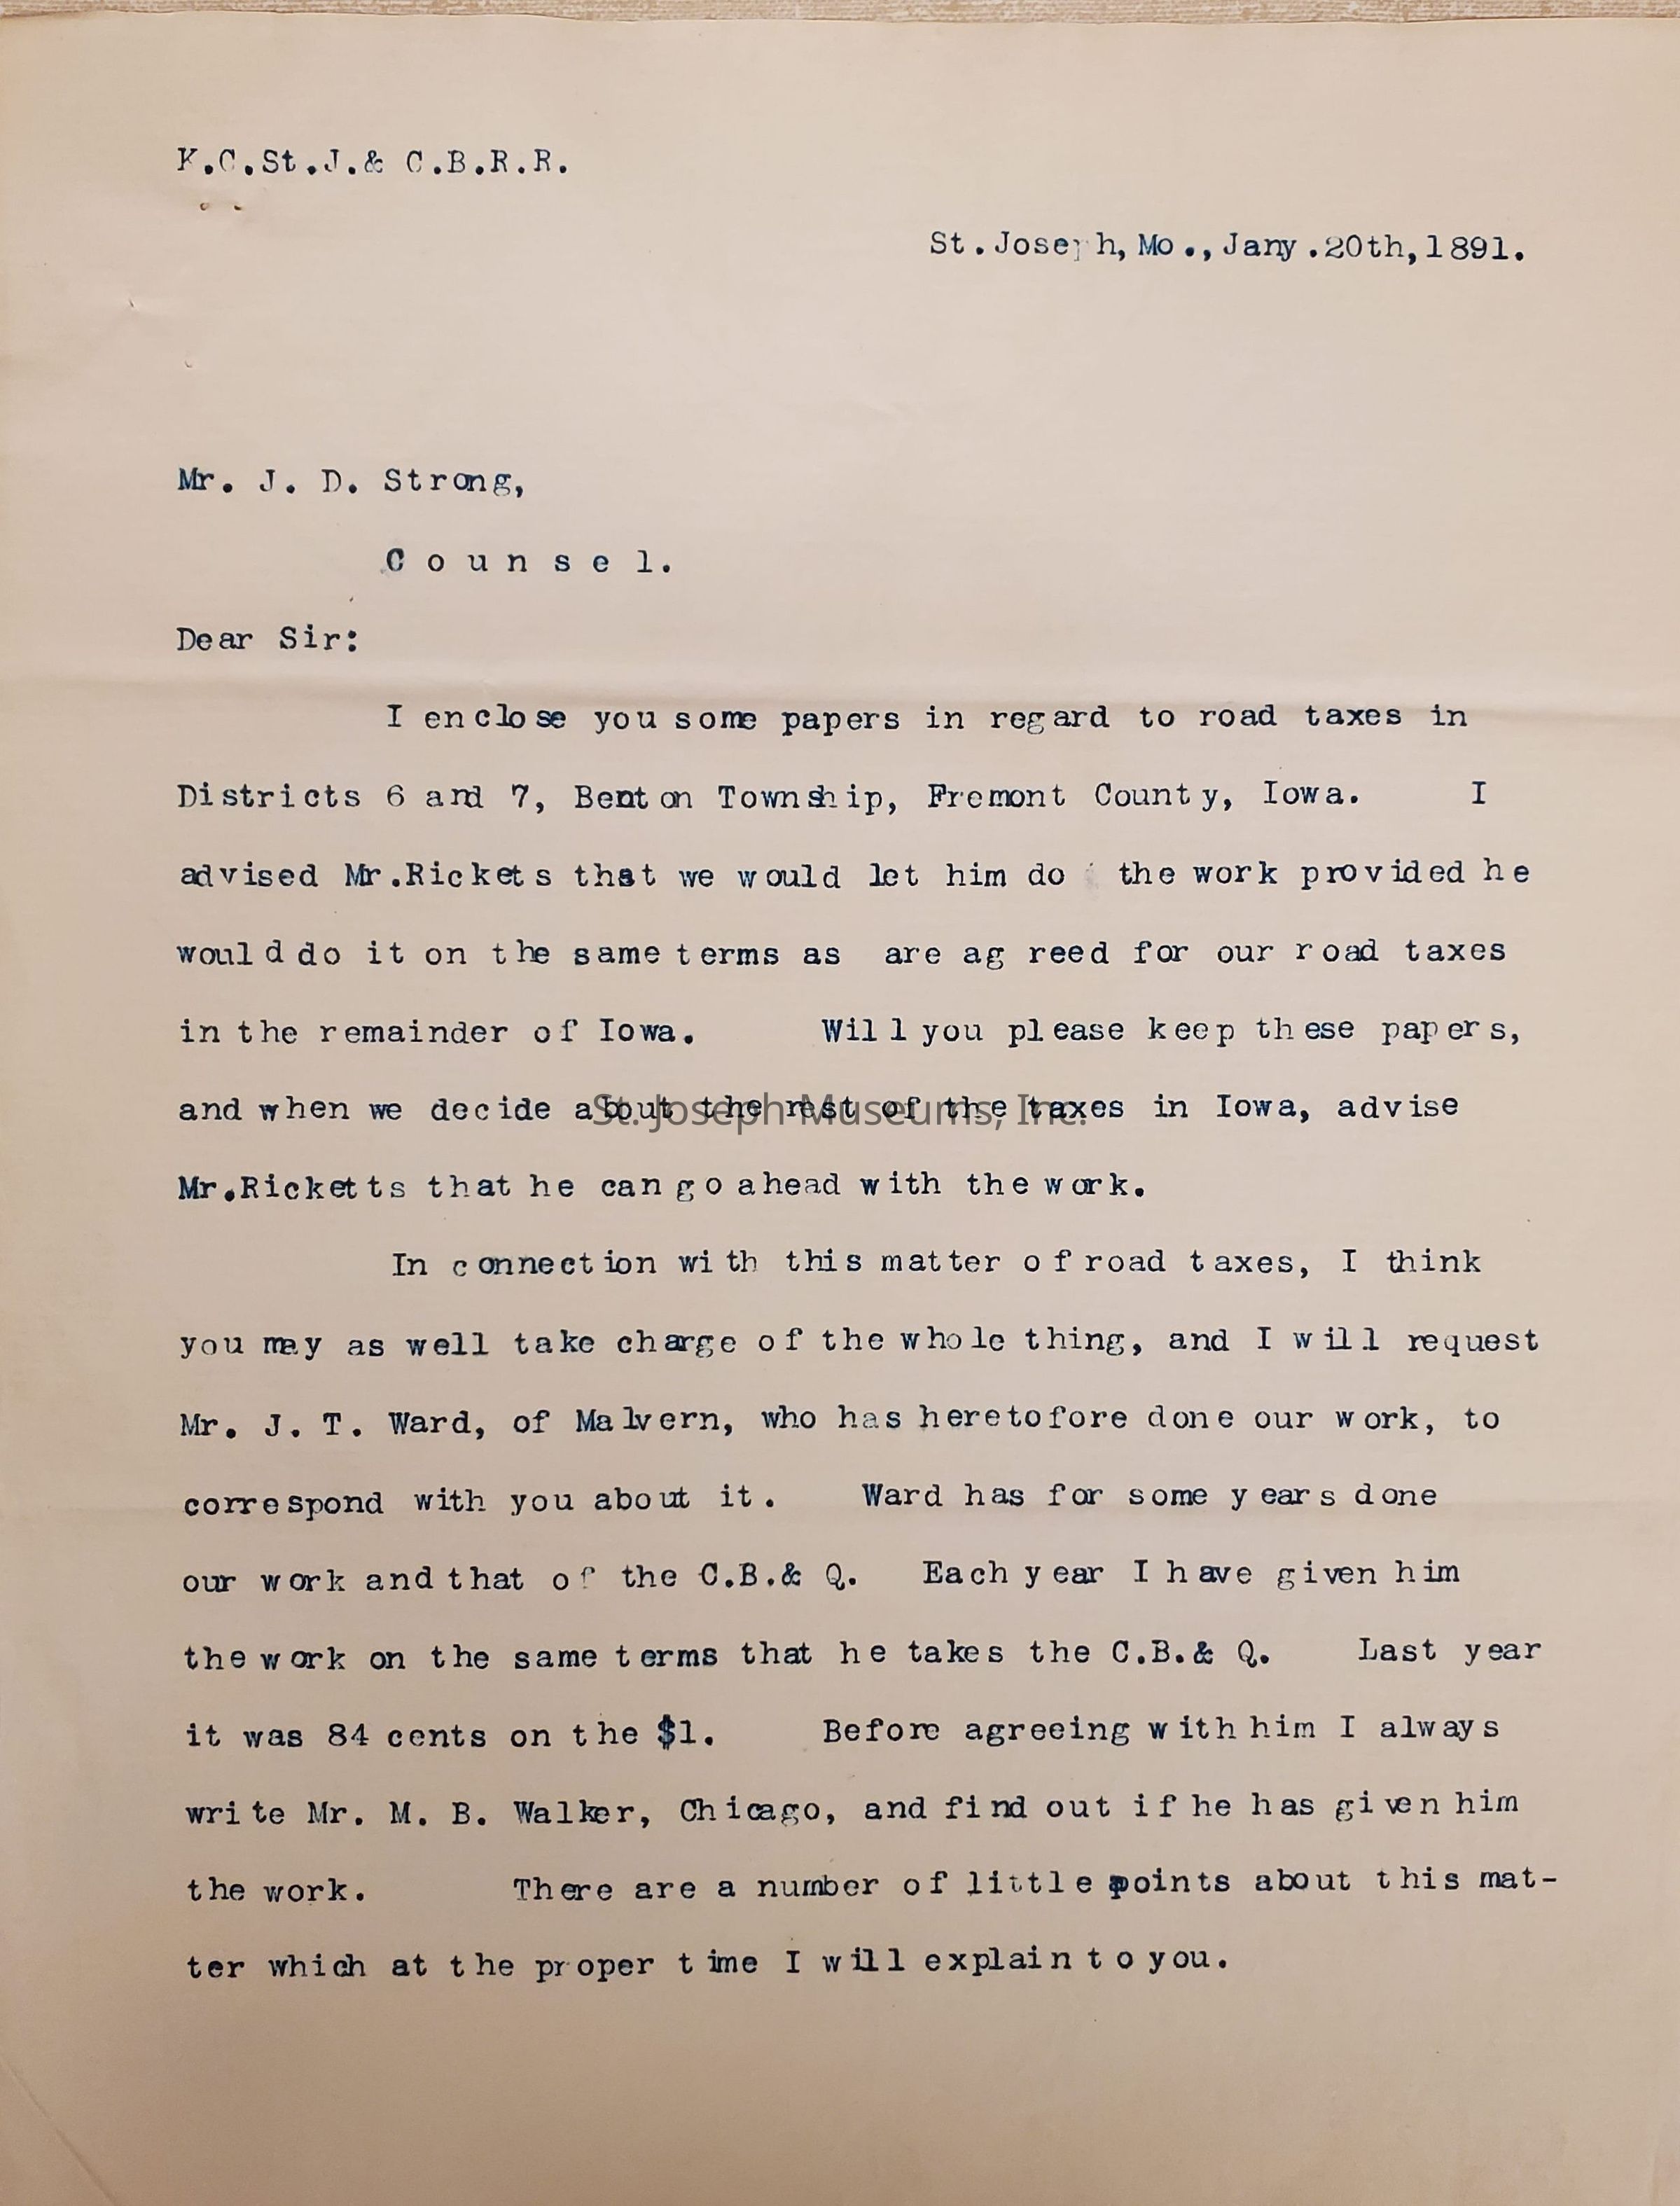 K.C.St.J.& C.B.R.R.
St.Joseph,Mo.,Jany.20th,1891.
Mr. J. D. Strong,
Counsel.
Dear Sir:
I enclose you some papers in regard to road taxes in
Districts 6 and 7, Benton Township, Fremont County, Iowa. I
advised Mr.Rickets that we would let him do the work provided he
would do it on the same terms as are agreed for our road taxes
in the remainder of Iowa. Will you please keep these papers,
and when we decide about the rest of the taxes in Iowa, advise
St. Joseph Museums, Inc.
Mr.Ricketts that he can go ahead with the work.
In connection with this matter of road taxes, I think
you may as well take charge of the whole thing, and I will request
Mr. J. T. Ward, of Malvern, who has heretofore done our work, to
correspond with you about it. Ward has for some years done
our work and that of the C.B.& Q. Each year I have given him
the work on the same terms that he takes the C.B.& Q. Last year
it was 84 cents on the $1. Before agreeing with him I always
write Mr. M. B. Walker, Chicago, and find out if he has given him
the work. There are a number of little points about this mat-
ter which at the proper time I will explain to you.